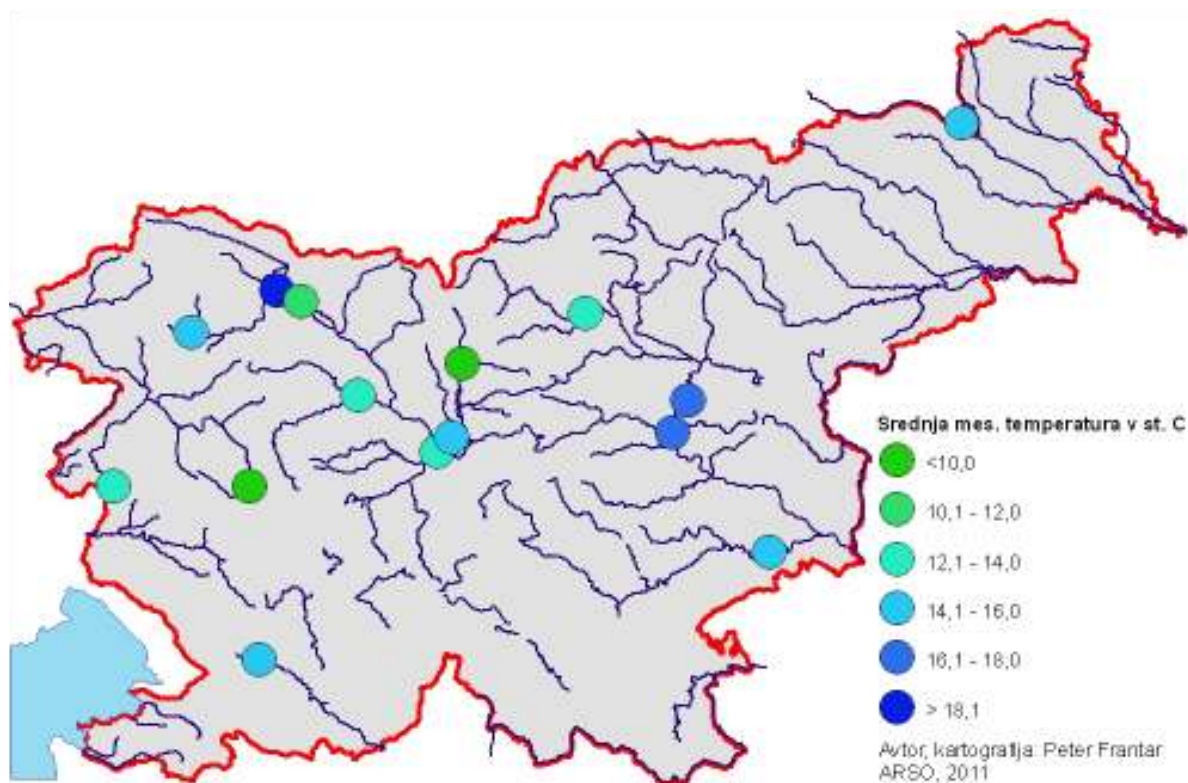 Srednja mes. temperatura v st. C
<10,0
10,1 - 12,0
12,1 - 14,0
14,1 - 16,0
16,1 - 18,0
> 18,1
Avtor, kartografija: Peter Frantar
ARSO, 2011